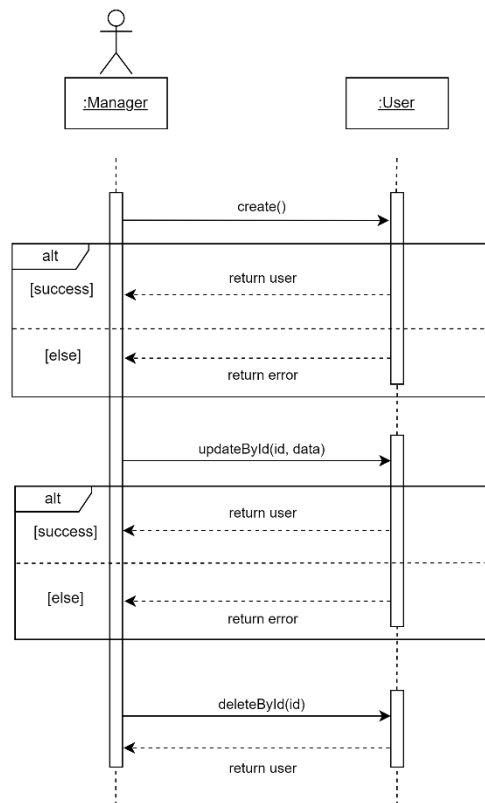 :Manager
:User
create()
alt
[success]
return user
[else]
return error
updateById(id, data)
alt
[success]
return user
[else]
return error
deleteById(id)
return user